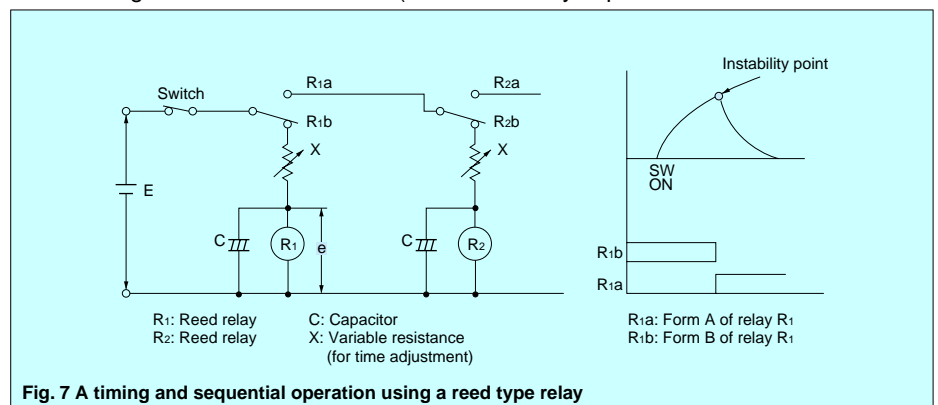 Switch
R1a
R1b
R2a
R2b
X
X
E
C
R1
e
C
R2
Instability point
SW
ON
R1b
R1a
R1: Reed relay
R2: Reed relay
C: Capacitor
X: Variable resistance
(for time adjustment)
R1a: Form A of relay R1
R1b: Form B of relay R1
Fig. 7 A timing and sequential operation using a reed type relay